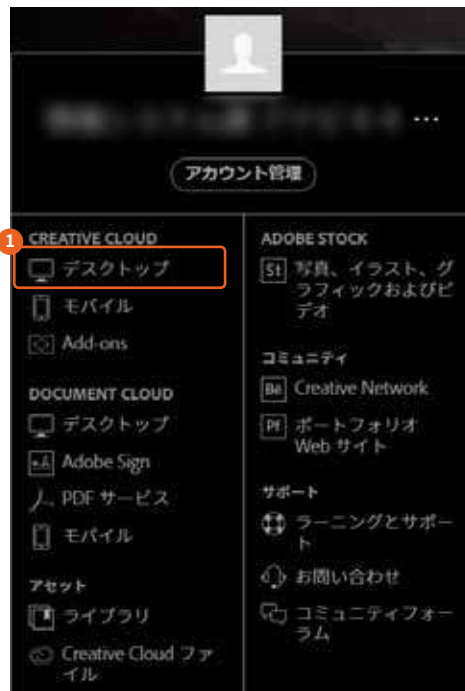 アカウント管理
1
CREATIVE CLOUD
デスクトップ
モバイル
Add-ons
DOCUMENT CLOUD
デスクトップ
Adobe Sign
PDF サービス
モバイル
アセット
ライブラリ
Creative Cloud ファ
イル
ADOBE STOCK
St 写真、イラスト、グ
ラフィックおよびビ
デオ
コミュニティ
Be Creative Network
Pf ポートフォリオ
Web サイト
サポート
ラーニングとサポー
ト
お問い合わせ
コミュニティフォー
ラム